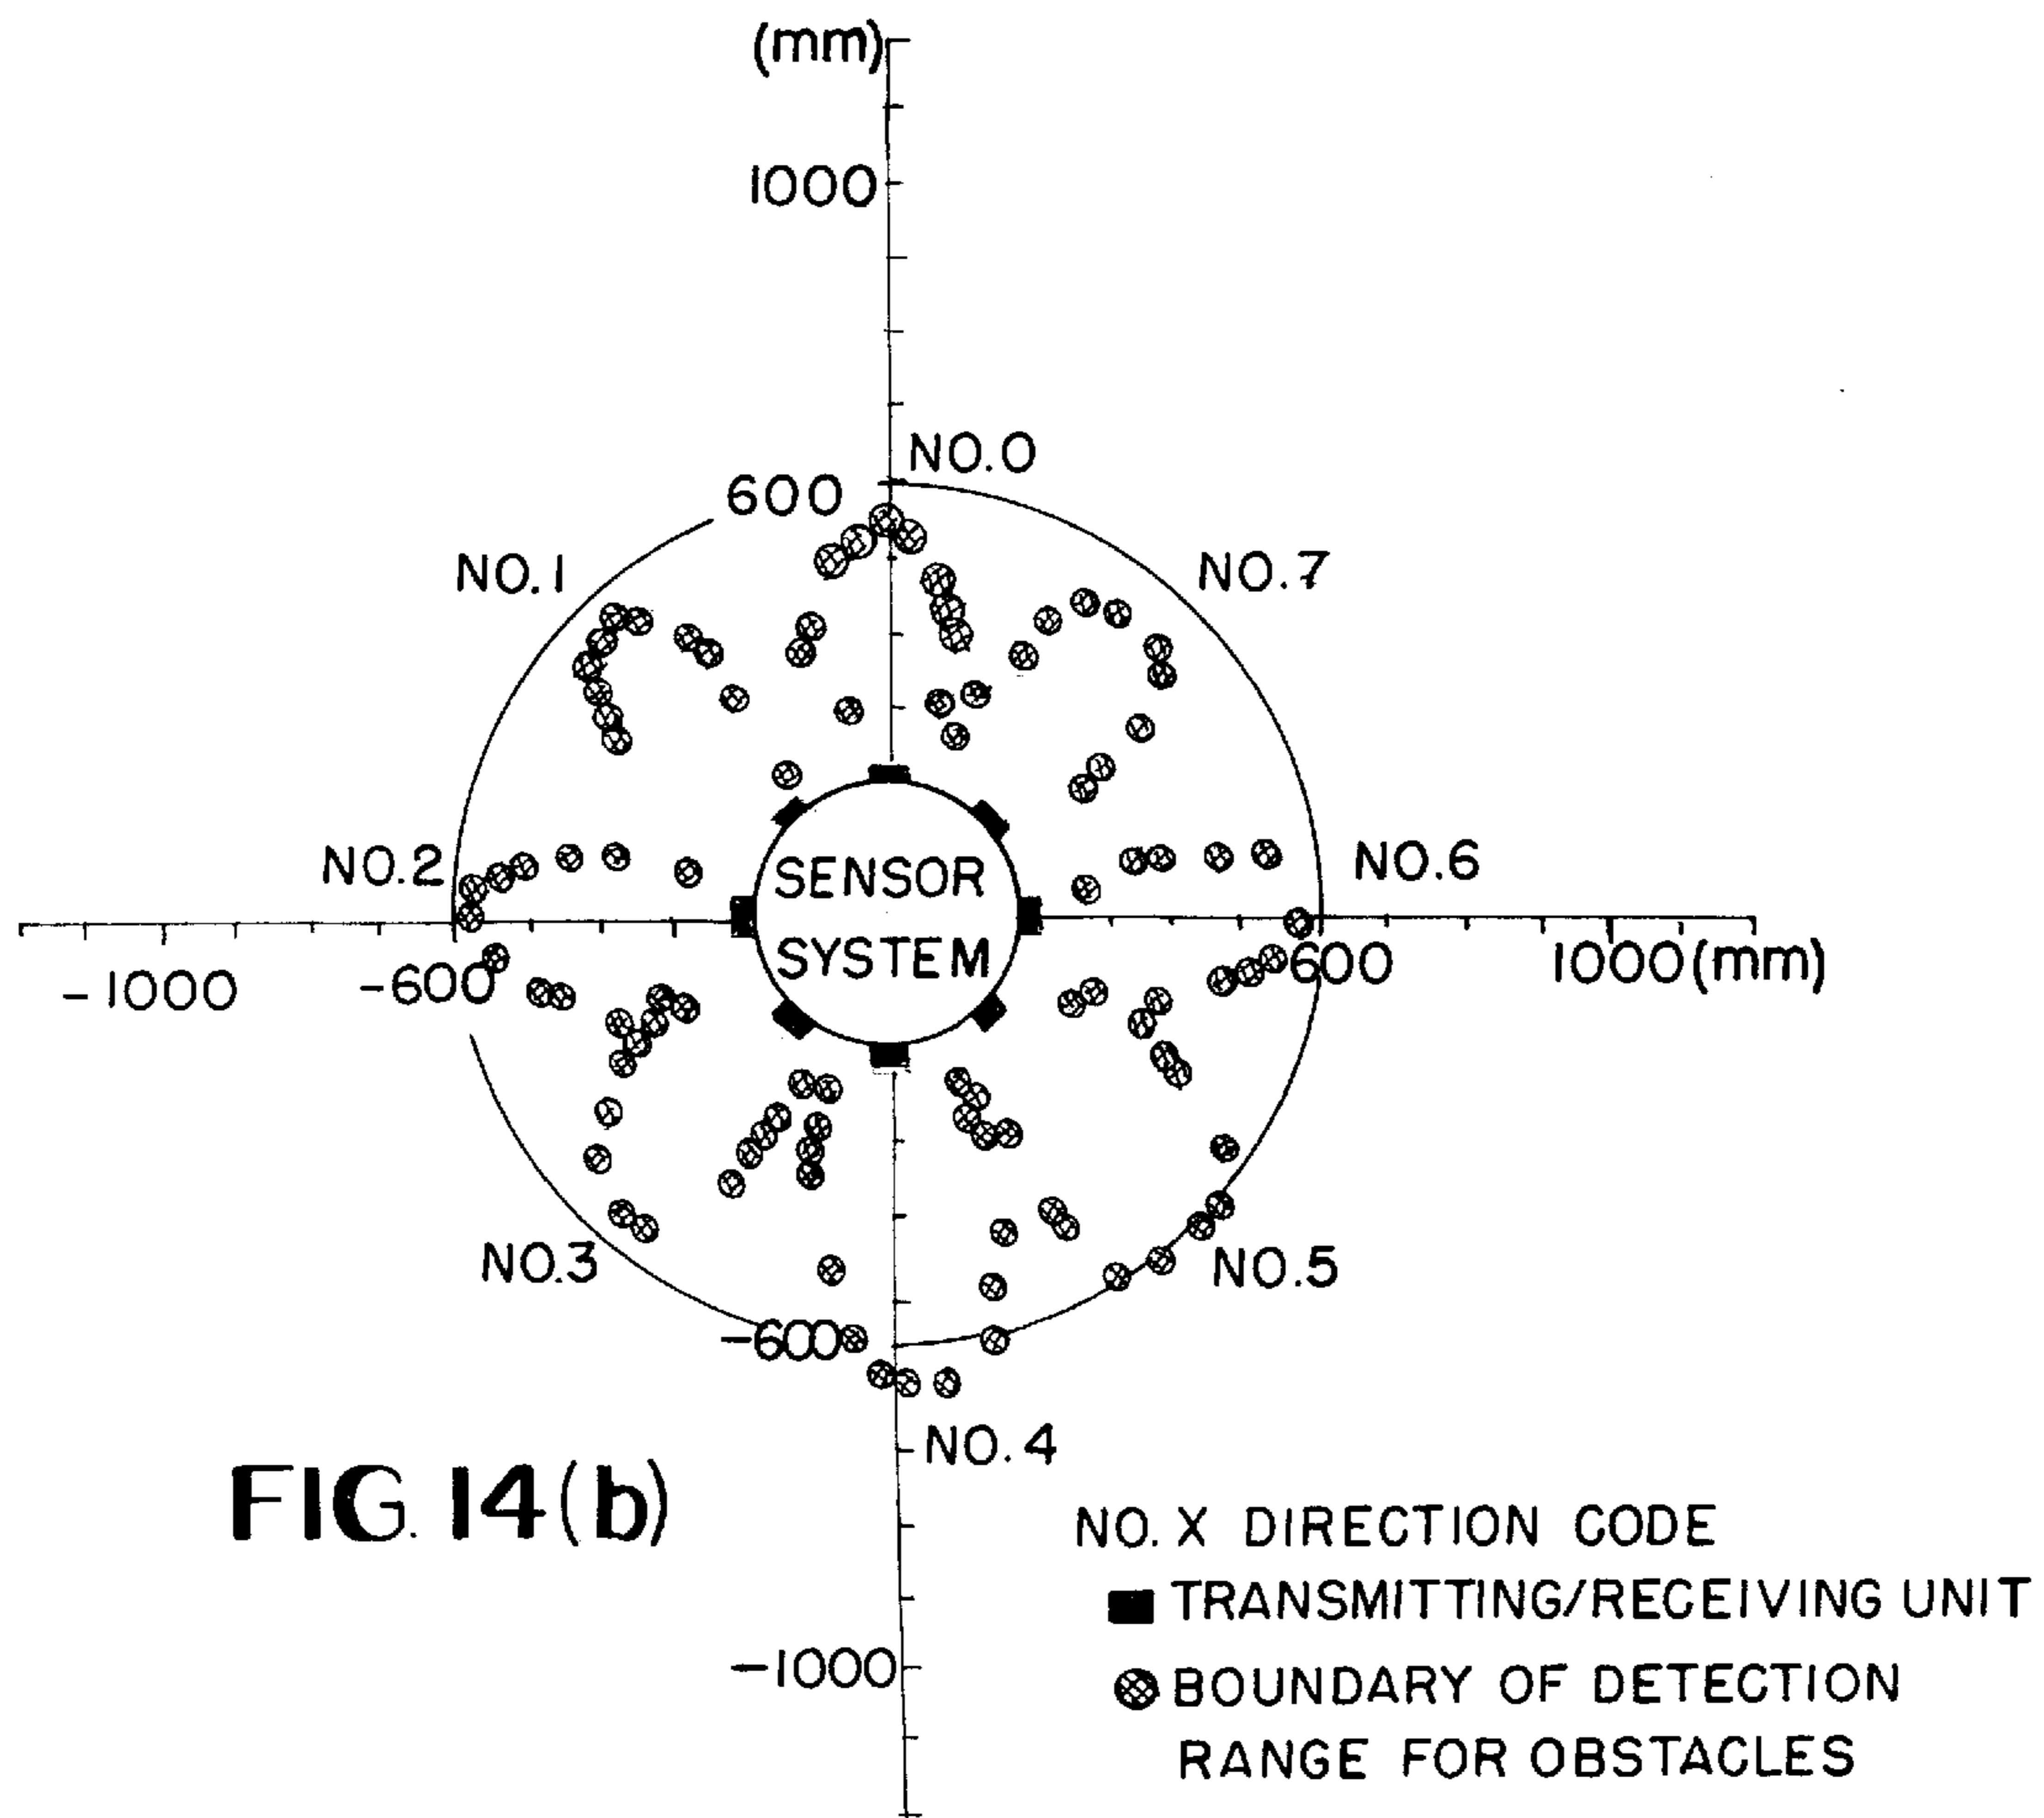 (mm)
1000
NO.0
600
NO.1
NO.7
NO.2
SENSOR
SYSTEM
NO.6
-1000
-600
600
1000(mm)
NO.3
NO.5
-600
NO.4
FIG. 14(b)
NO. X DIRECTION CODE
TRANSMITTING/RECEIVING UNIT
-1000
BOUNDARY OF DETECTION
RANGE FOR OBSTACLES